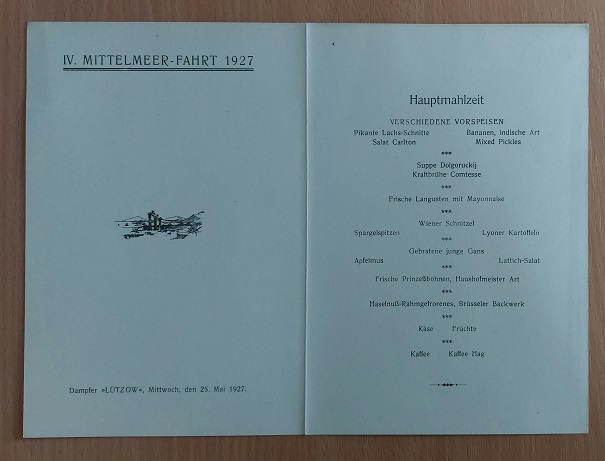 IV. MITTELMEER-FAHRT 1927
Dampfer »LÜTZOW«, Mittwoch, den 25. Mai 1927.
Hauptmahlzeit
VERSCHIEDENE VORSPEISEN
Pikante Lachs-Schnitte Bananen, indische Art
Salat Carlton Mixed Pickles
***
Suppe Dolgoruckij
Kraftbrühe Comtesse
***
Frische Langusten mit Mayonnaise
***
Wiener Schnitzel
Spargelspitzen Lyoner Kartoffeln
***
Gebratene junge Gans
Apfelmus Lattich-Salat
***
Frische Prinzeßbohnen, Haushofmeister Art
***
Haselnuß-Rahmgefrorenes, Brüsseler Backwerk
***
Käse Früchte
***
Kaffee Kaffee Hag